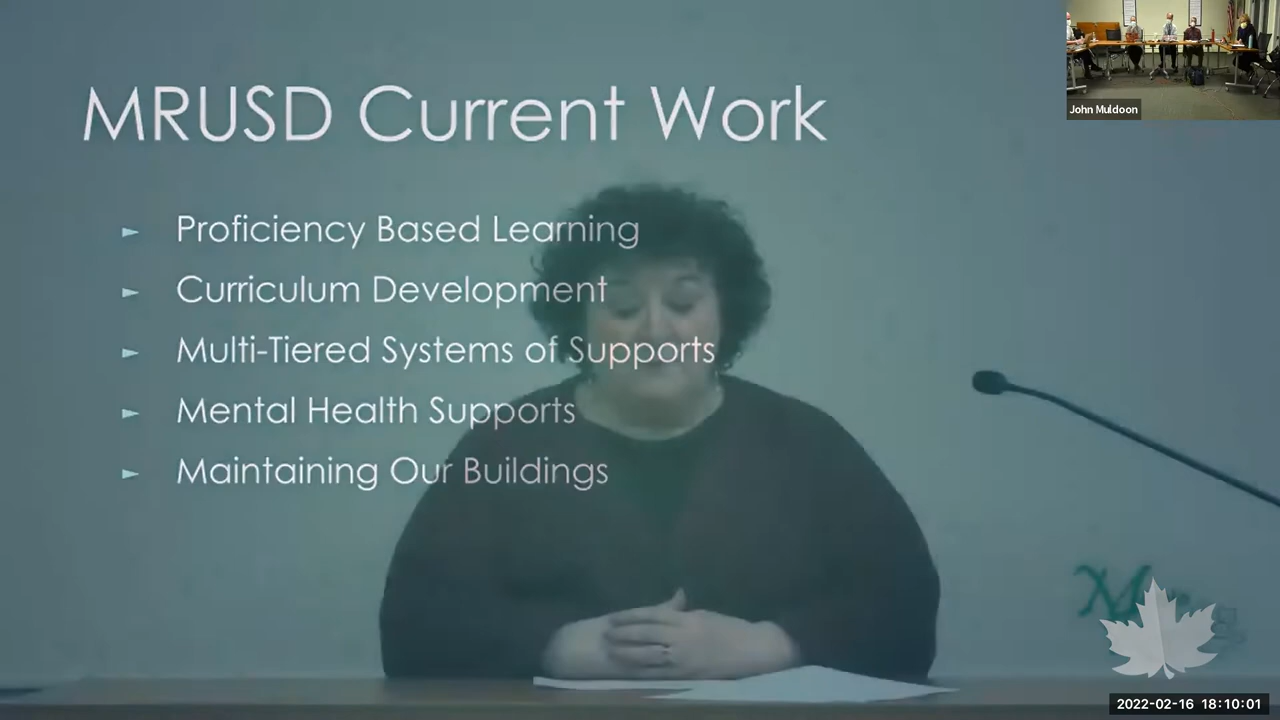 MRUSD Current Work
Proficiency Based Learning
Curriculum Development
Multi-Tiered Systems of Supports
Mental Health Supports
Maintaining Our Buildings
John Muldoon
2022-02-16 18:10:01